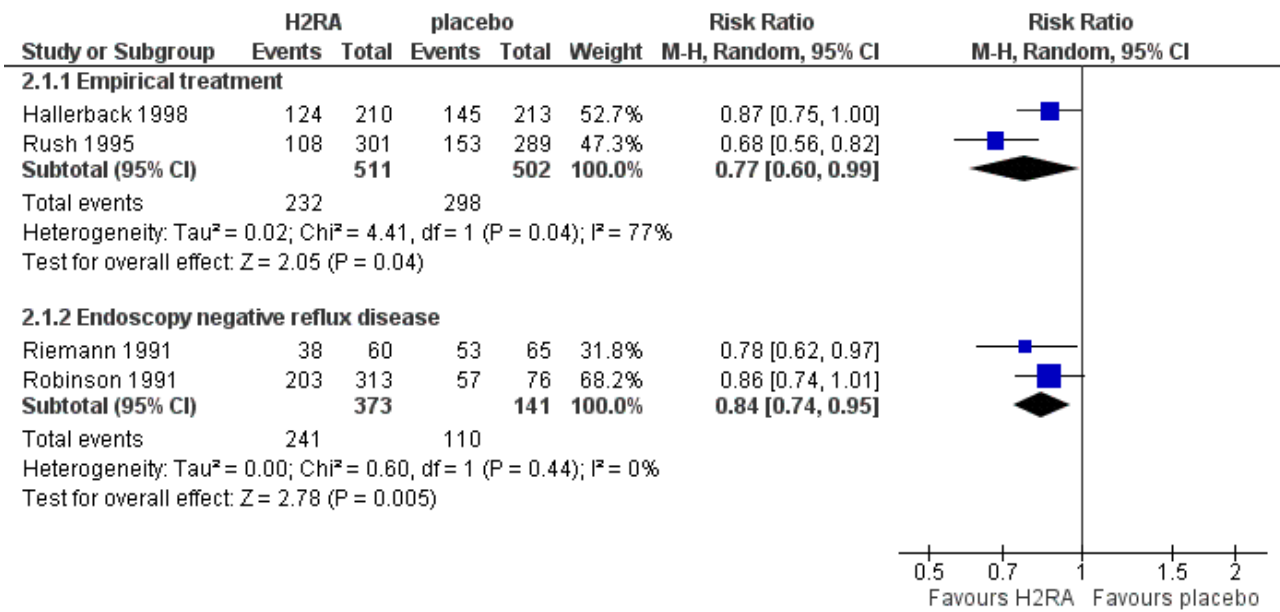 H2RA placebo Risk Ratio Risk Ratio
Study or Subgroup Events Total Events Total Weight M-H, Random, 95% CI M-H, Random, 95% CI
2.1.1 Empirical treatment
Hallerback 1998 124 210 145 213 52.7% 0.87 [0.75, 1.00]
Rush 1995 108 301 153 289 47.3% 0.68 [0.56, 0.82]
Subtotal (95% CI) 511 502 100.0% 0.77 [0.60, 0.99]
Total events 232 298
Heterogeneity: Tau² = 0.02; Chi² = 4.41, df = 1 (P = 0.04); I² = 77%
Test for overall effect: Z = 2.05 (P = 0.04)
2.1.2 Endoscopy negative reflux disease
Riemann 1991 38 60 53 65 31.8% 0.78 [0.62, 0.97]
Robinson 1991 203 313 57 76 68.2% 0.86 [0.74, 1.01]
Subtotal (95% CI) 373 141 100.0% 0.84 [0.74, 0.95]
Total events 241 110
Heterogeneity: Tau² = 0.00; Chi² = 0.60, df = 1 (P = 0.44); I² = 0%
Test for overall effect: Z = 2.78 (P = 0.005)
0.5 0.7 1 1.5 2
Favours H2RA Favours placebo